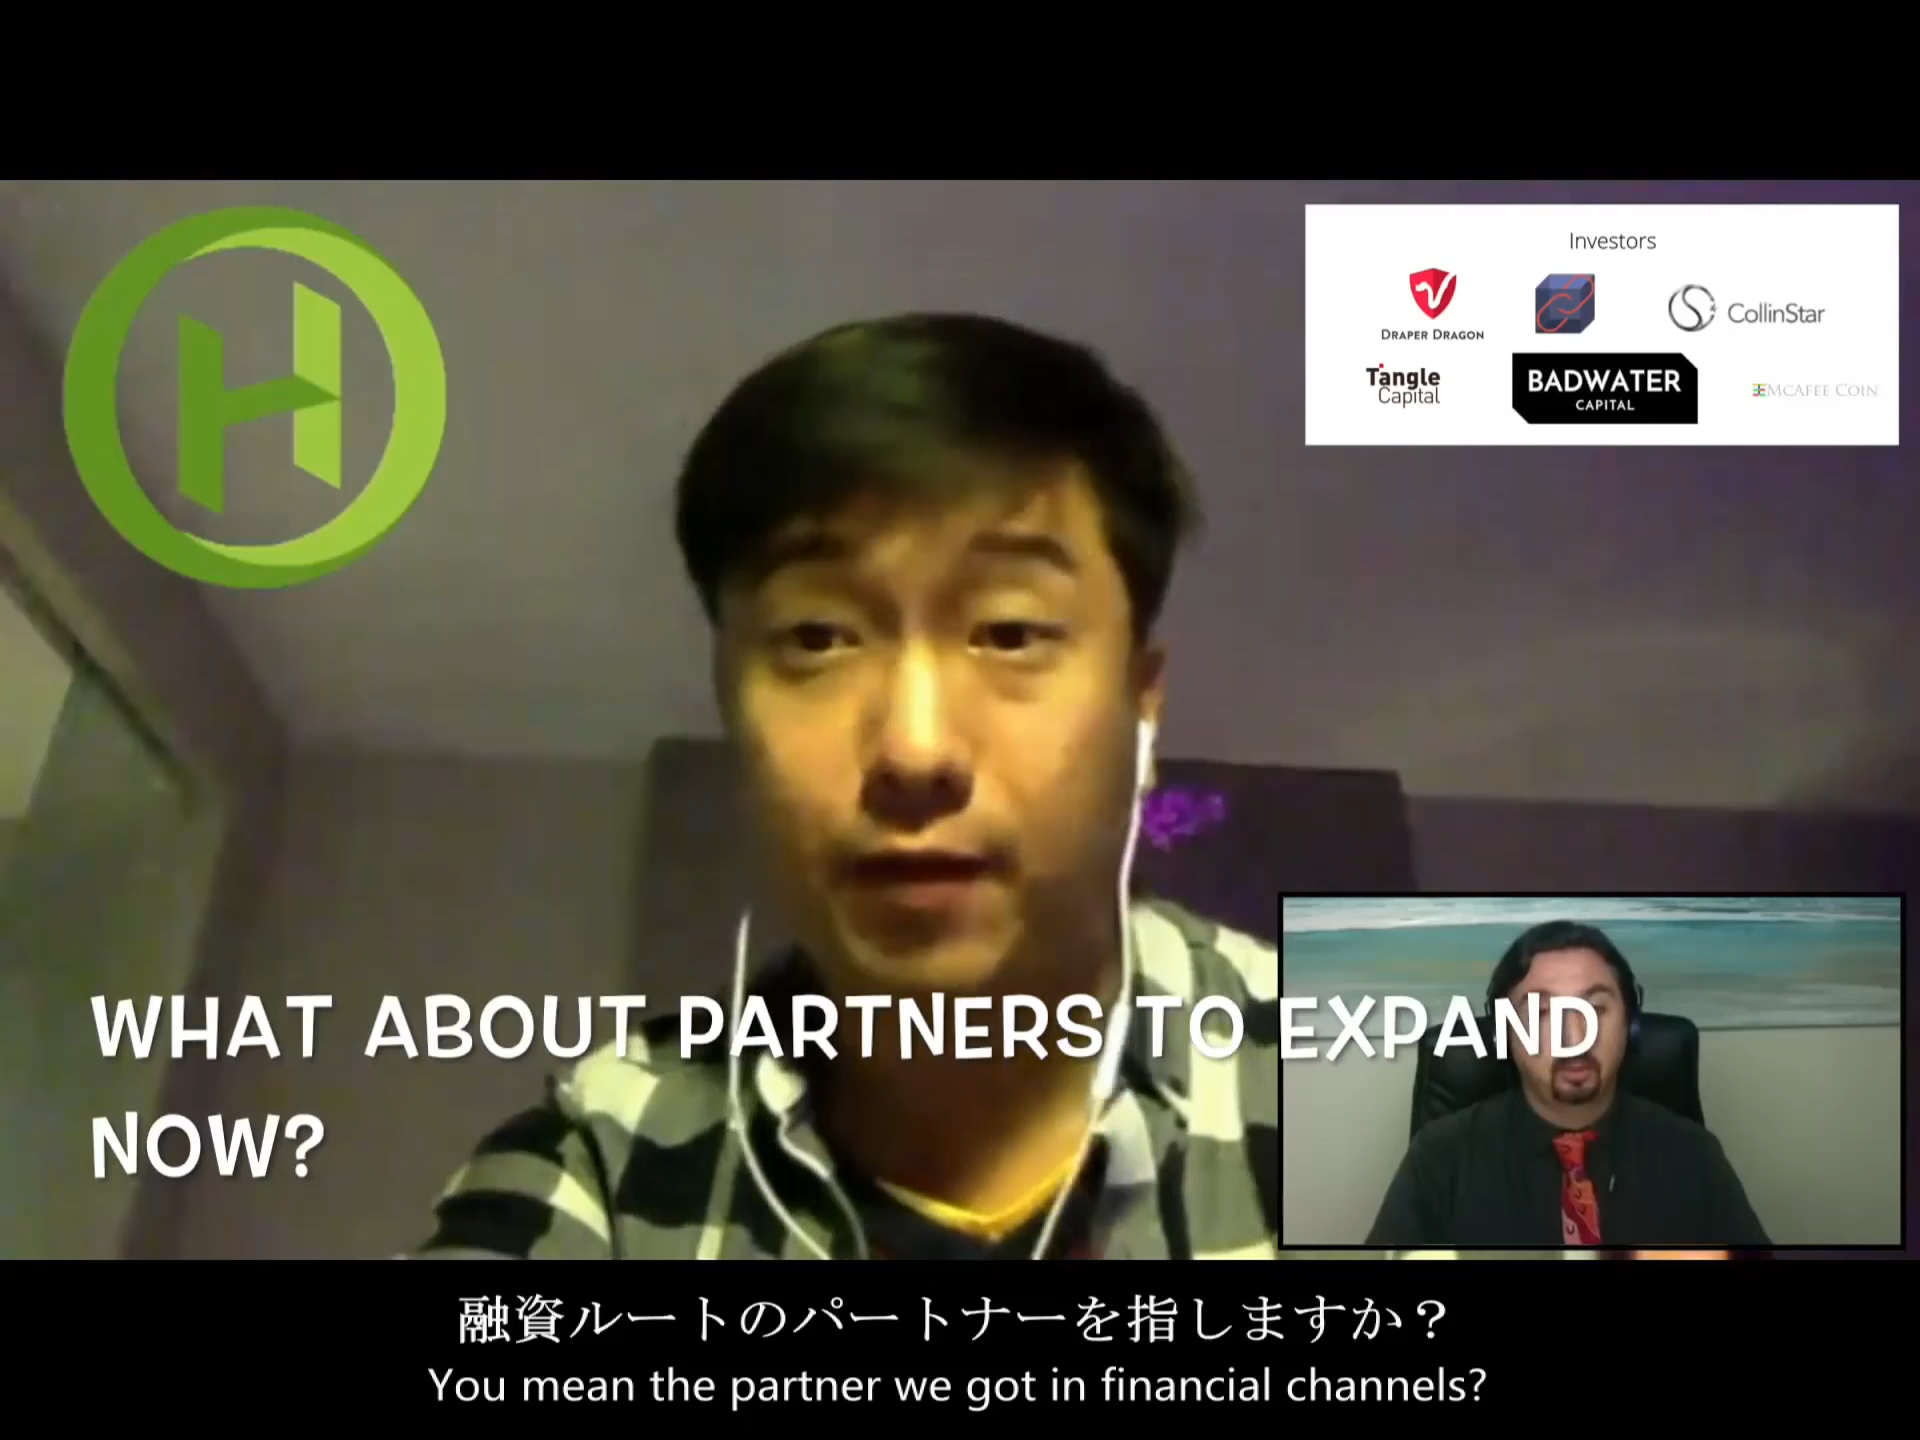 Investors
DRAPER DRAGON
CollinStar
Tangle
Capital
BADWATER
CAPITAL
MCAFEE COIN
WHAT ABOUT PARTNERS TO EXPAND
NOW?
融資ルートのパートナーを指しますか？
You mean the partner we got in financial channels?